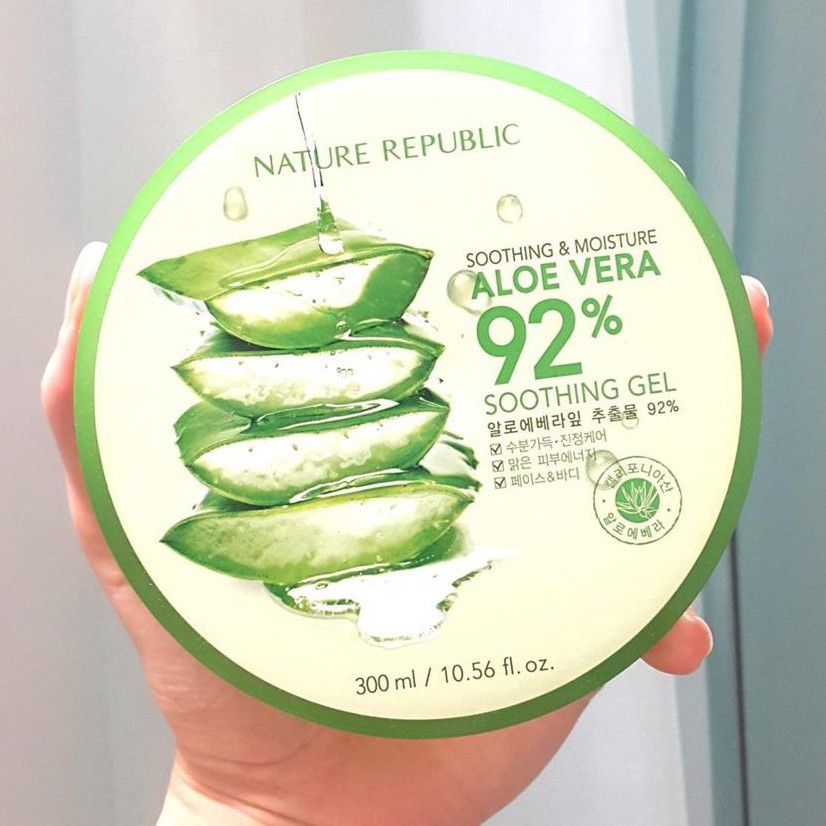 NATURE REPUBLIC
SOOTHING & MOISTURE
ALOE VERA
92%
SOOTHING GEL
알로에베라잎 추출물 92%
수분가득·진정케어
맑은 피부에너지
페이스&바디
캘리포니아산
알로에베라
300 ml / 10.56 fl. oz.